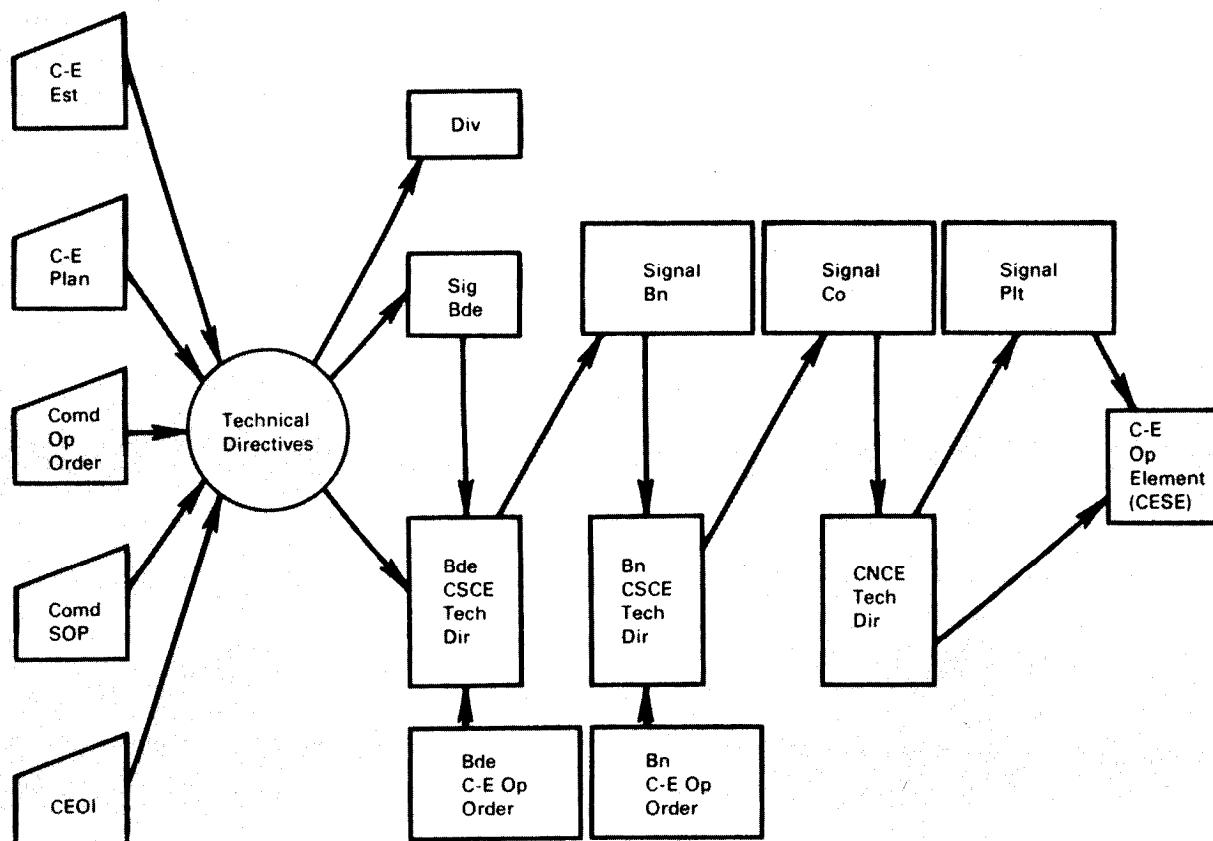 C-E
Est
Div
C-E
Plan
Sig
Bde
Signal
Bn
Signal
Co
Signal
Plt
Comd
Op
Order
Technical
Directives
C-E
Op
Element
(CESE)
Comd
SOP
Bde
CSCE
Tech
Dir
Bn
CSCE
Tech
Dir
CNCE
Tech
Dir
CEOI
Bde
C-E Op
Order
Bn
C-E Op
Order